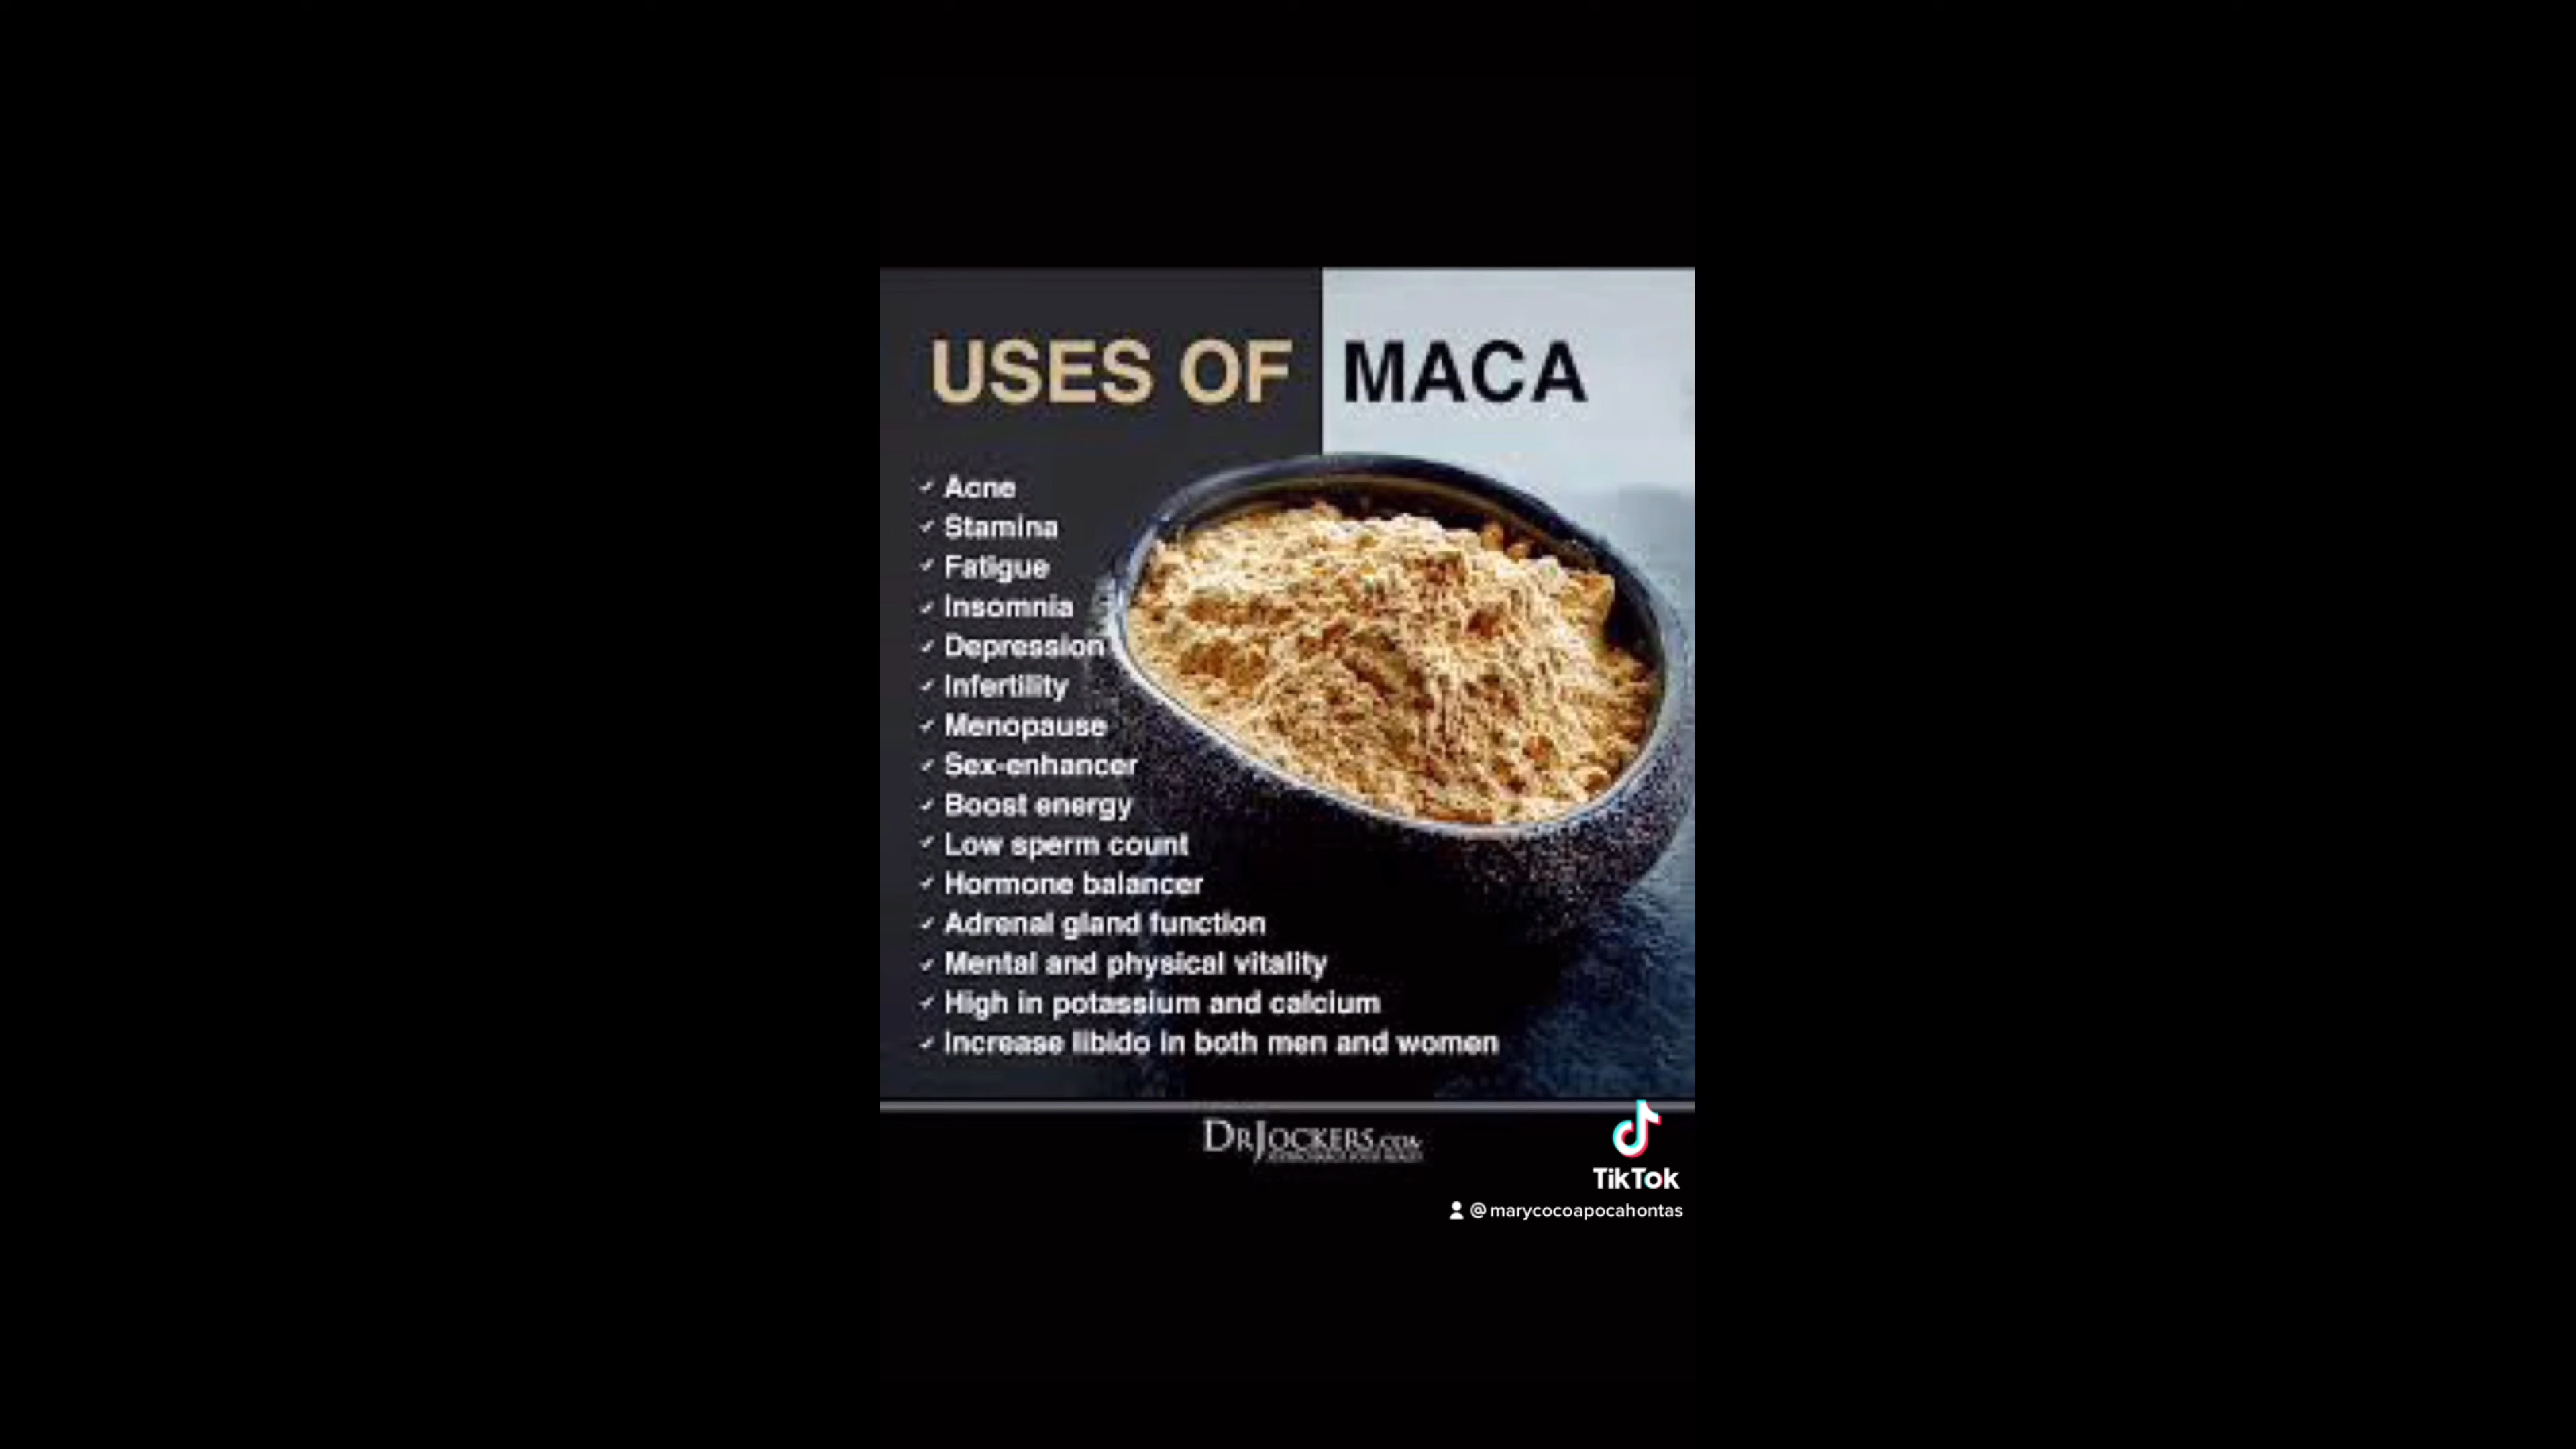 USES OF MACA
Acne
Stamina
Fatigue
Insomnia
Depression
Infertility
Menopause
Sex-enhancer
Boost energy
Low sperm count
Hormone balancer
Adrenal gland function
Mental and physical vitality
High in potassium and calcium
Increase libido in both men and women
DRJOCKERS.COM
TikTok
@marycocoapocahontas